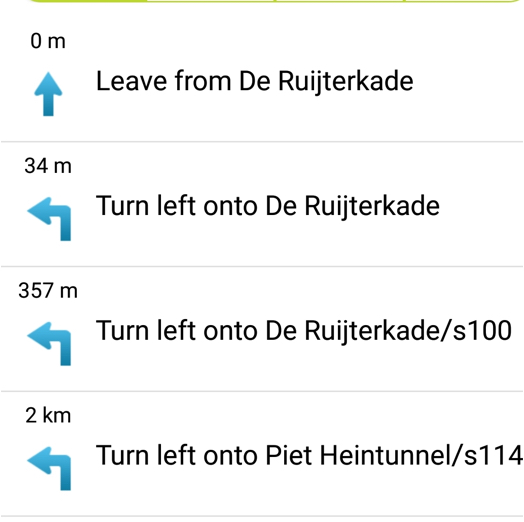 0 m
Leave from De Ruijterkade
34 m
Turn left onto De Ruijterkade
357 m
Turn left onto De Ruijterkade/s100
2 km
Turn left onto Piet Heintunnel/s114